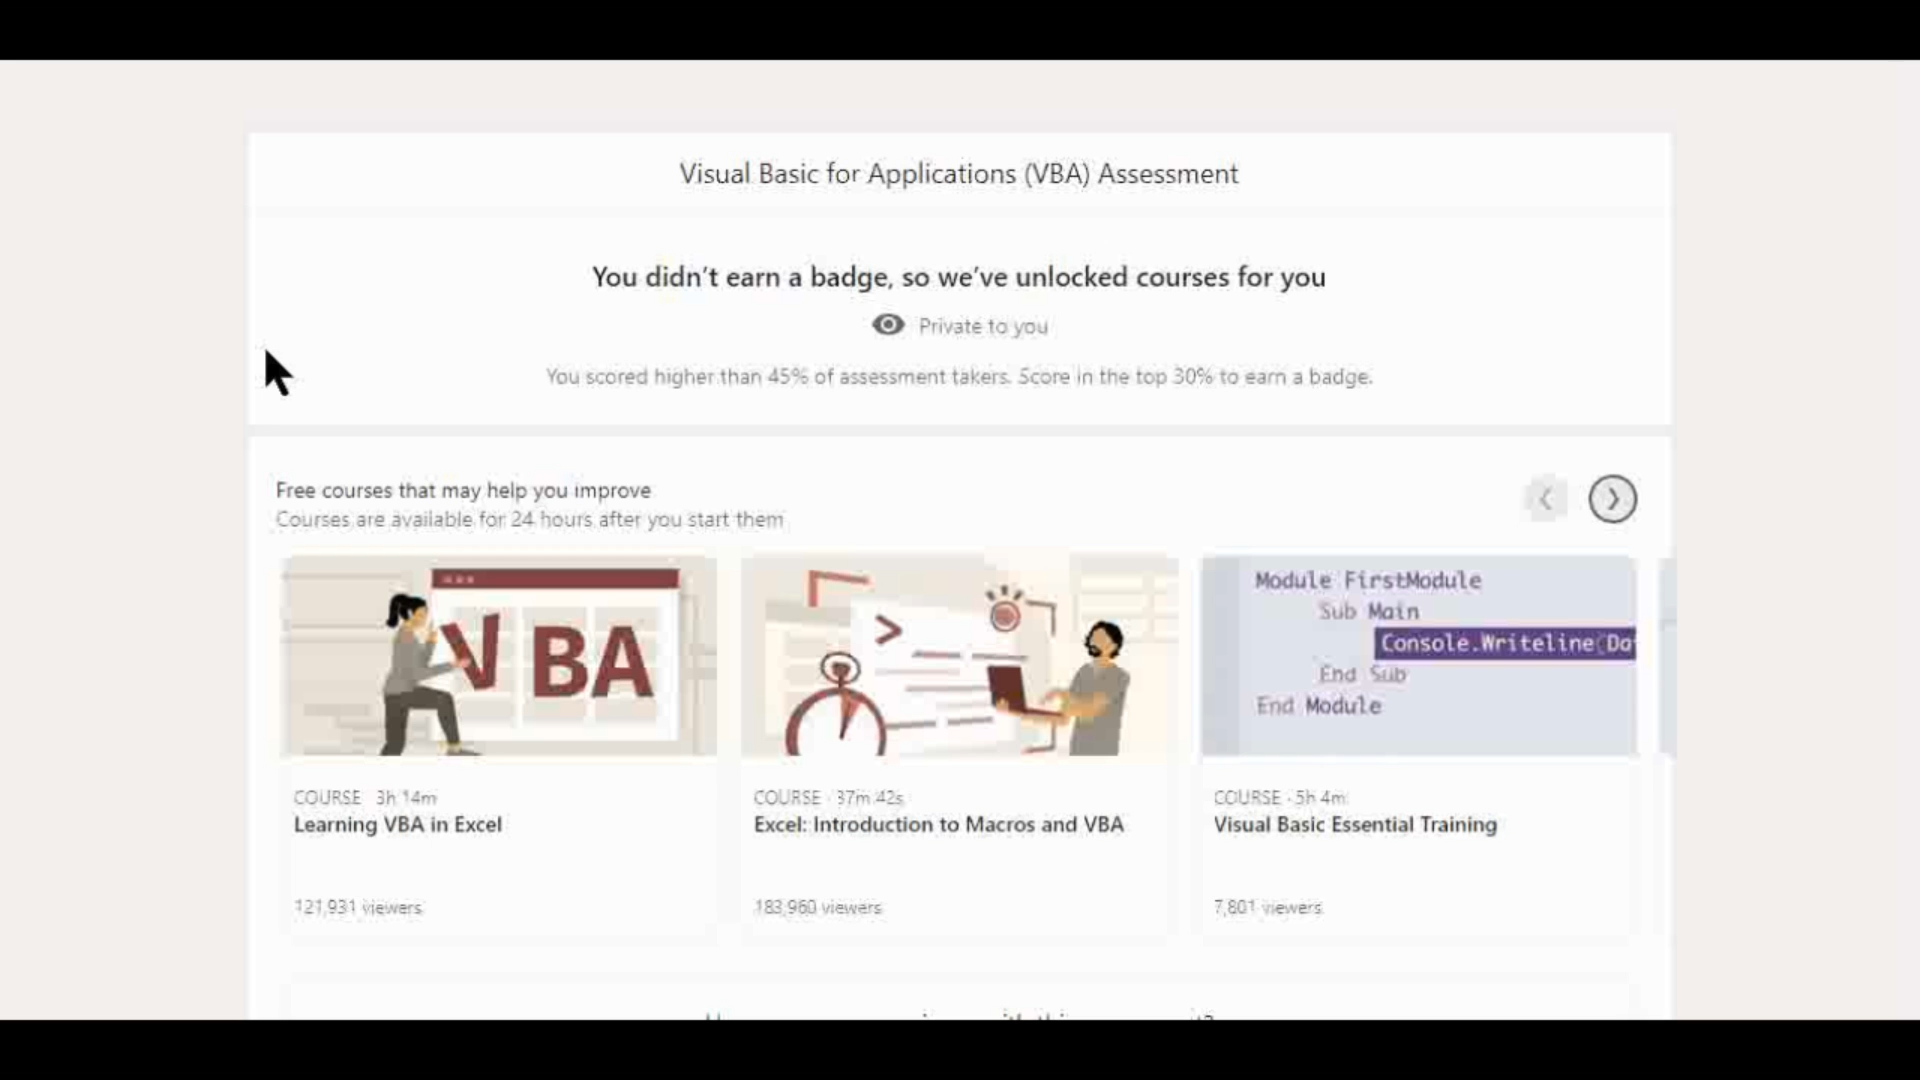 Visual Basic for Applications (VBA) Assessment
You didn't earn a badge, so we've unlocked courses for you
Private to you
You scored higher than 45% of assessment takers. Score in the top 30% to earn a badge.
Free courses that may help you improve
Courses are available for 24 hours after you start them
V BA
Module FirstModule
Sub Main
Console.Writeline(Do
End Sub
End Module
COURSE · 3h 14m
Learning VBA in Excel
121,931 viewers
COURSE · 37m 42s
Excel: Introduction to Macros and VBA
183,960 viewers
COURSE · 5h 4m
Visual Basic Essential Training
7,801 viewers